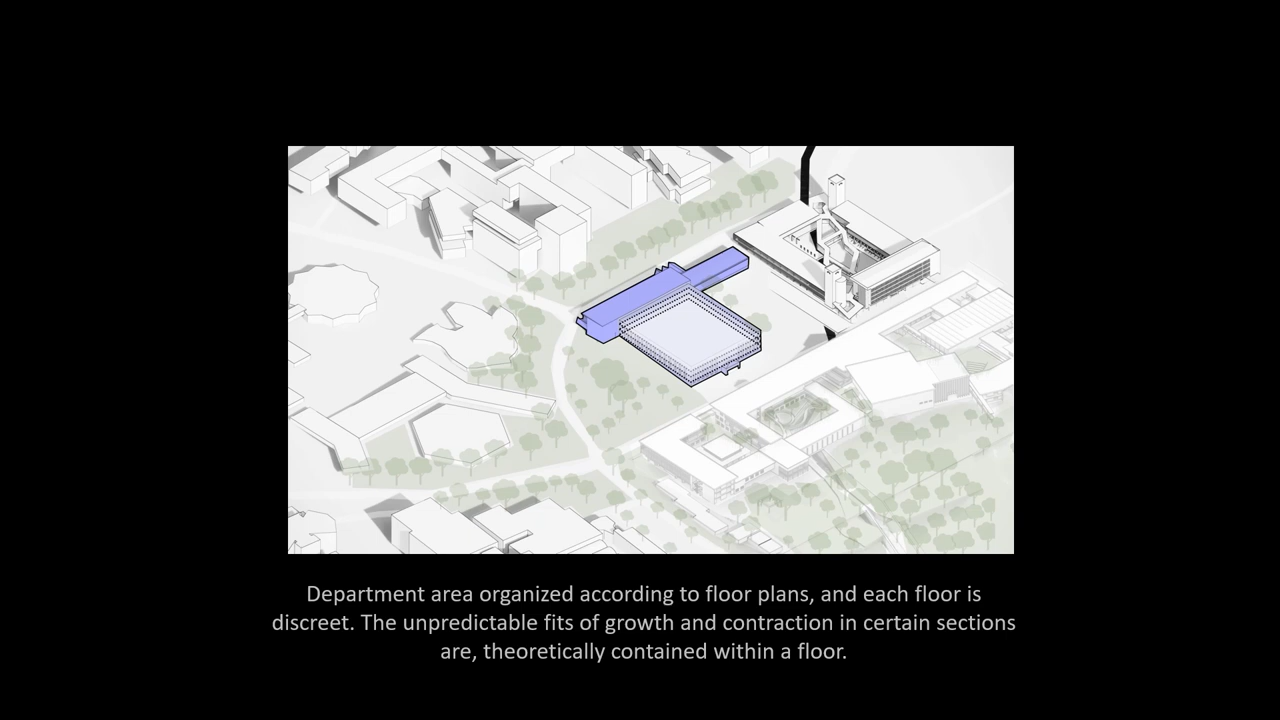 Department area organized according to floor plans, and each floor is
discreet. The unpredictable fits of growth and contraction in certain sections
are, theoretically contained within a floor.